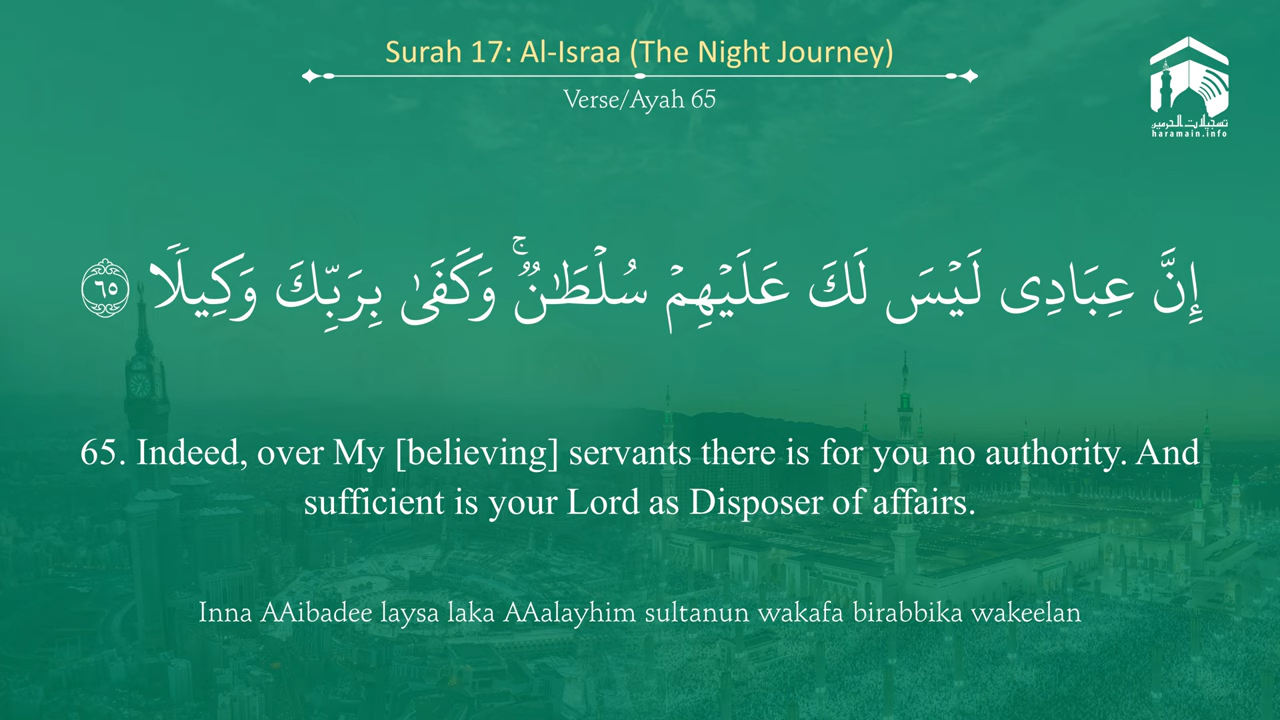 Surah 17: Al-Israa (The Night Journey)
Verse/Ayah 65
تسجيلات الحرمين
haramain.info
إِنَّ عِبَادِى لَيْسَ لَكَ عَلَيْهِمْ سُلْطَـٰنٌۭ ۚ وَكَفَىٰ بِرَبِّكَ وَكِيلًۭا ٦٥
65. Indeed, over My [believing] servants there is for you no authority. And
sufficient is your Lord as Disposer of affairs.
Inna AAibadee laysa laka AAalayhim sultanun wakafa birabbika wakeelan